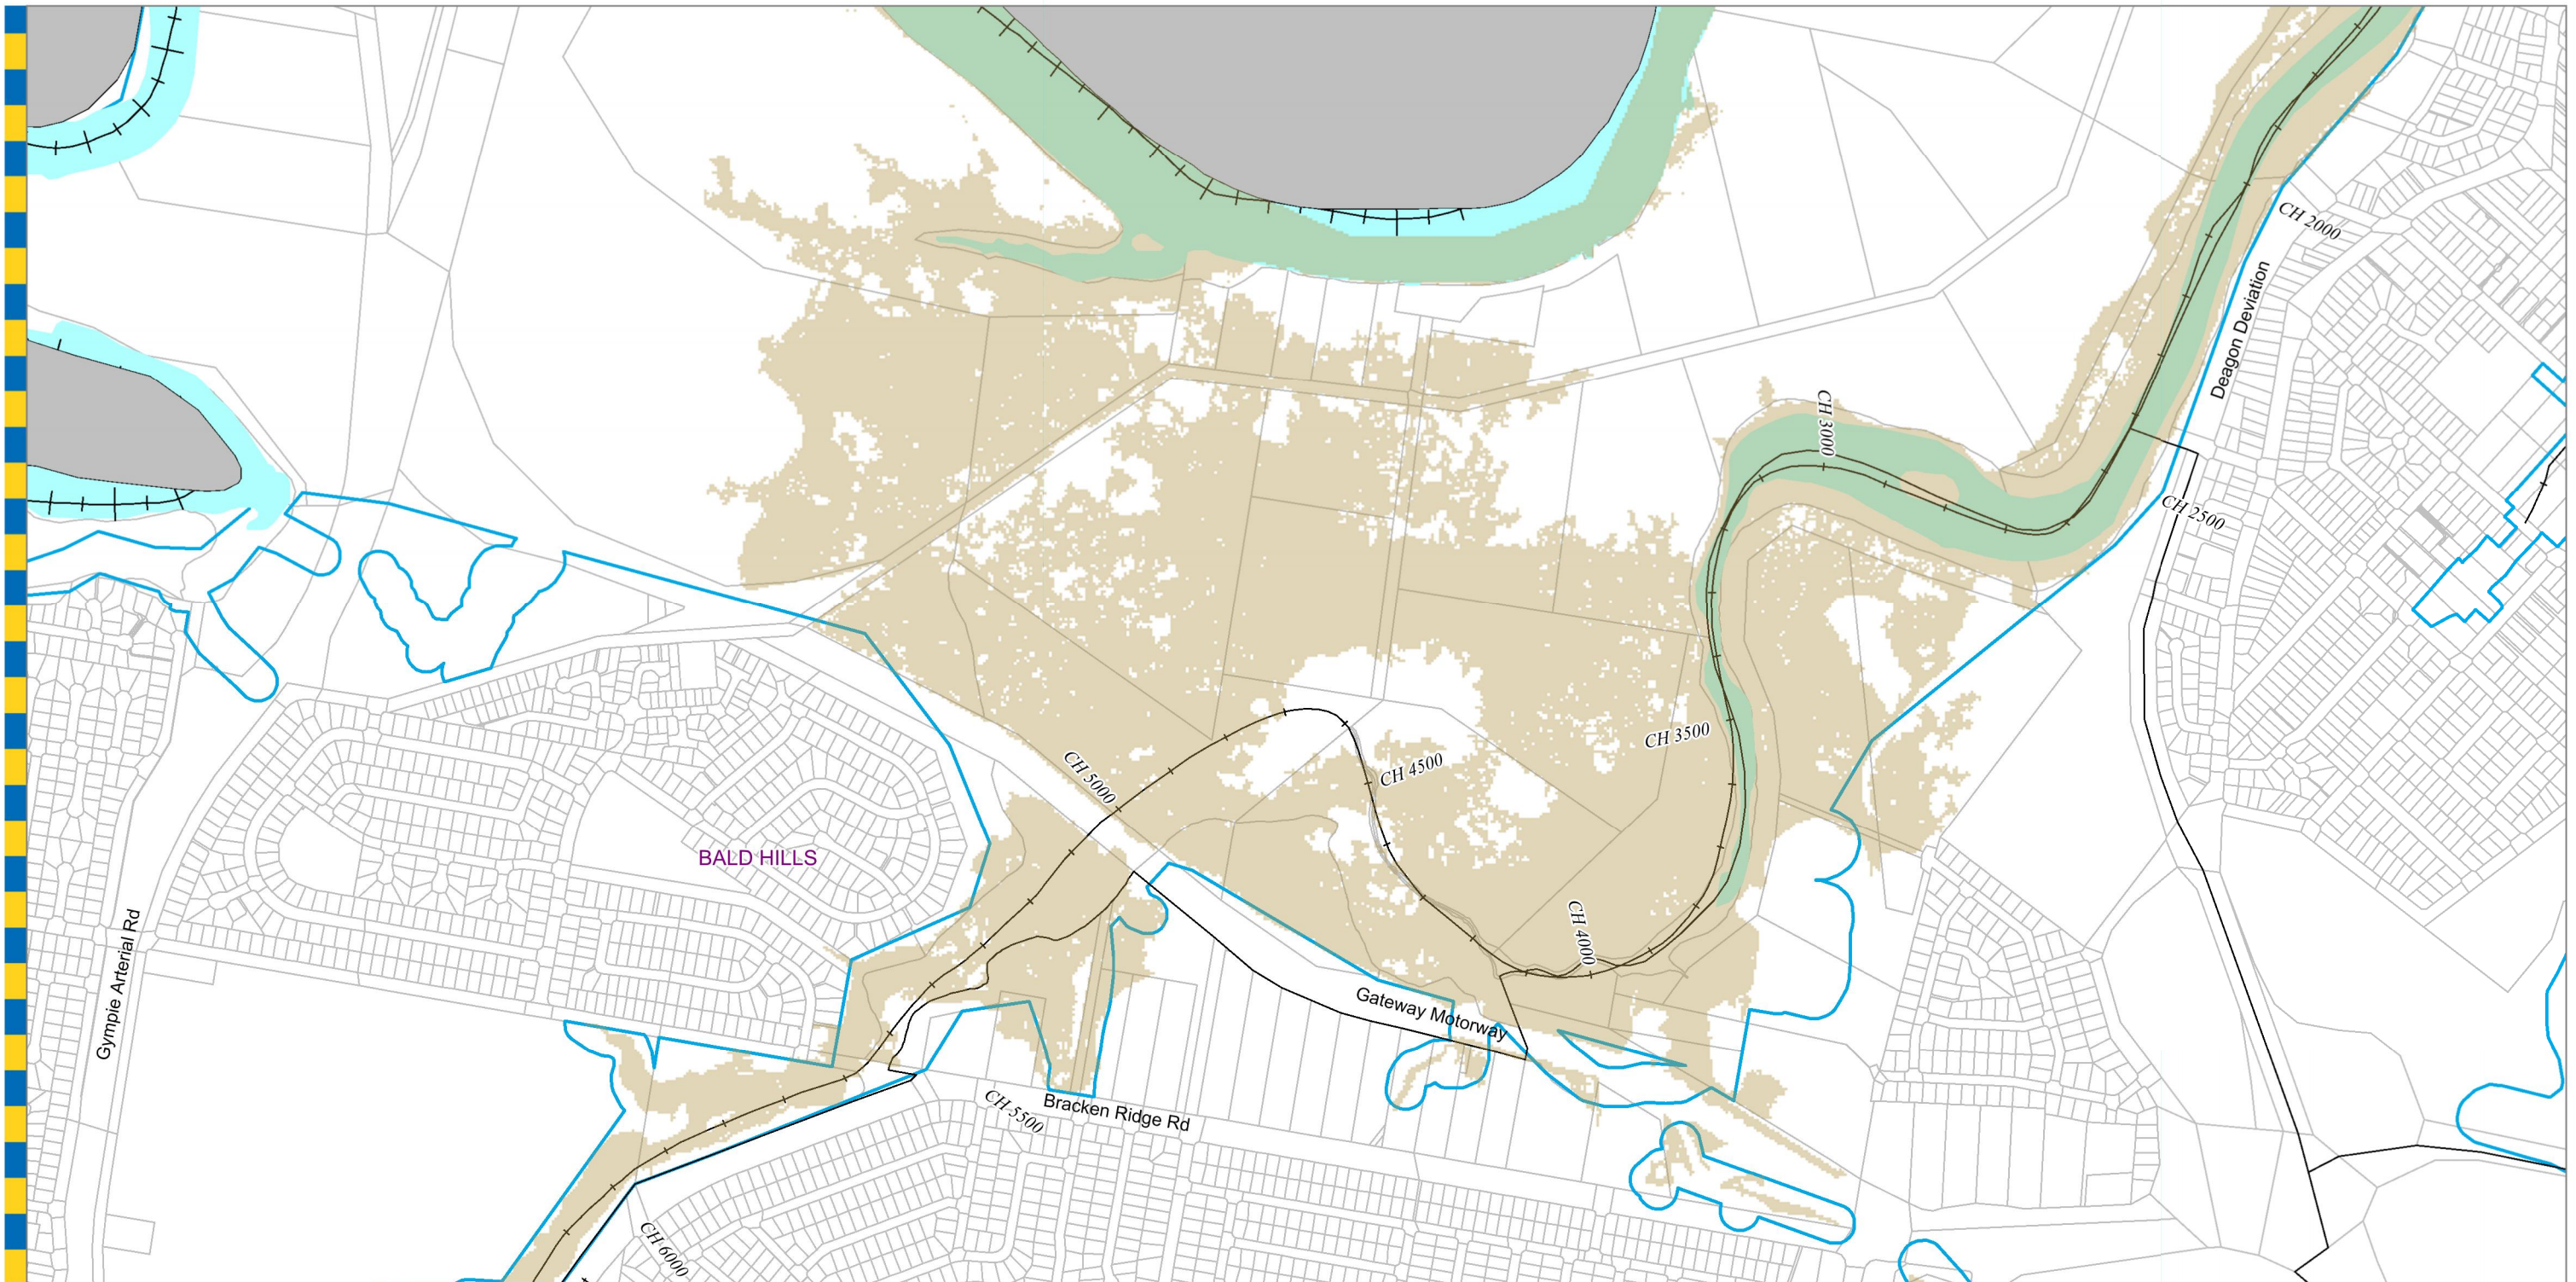 CH 2000
Deagon Deviation
CH 3000
CH 2500
CH 3500
CH 5000
CH 4500
BALD HILLS
Gympie Arterial Rd
CH 4000
Gateway Motorway
CH 5500
Bracken Ridge Rd
CH 6000